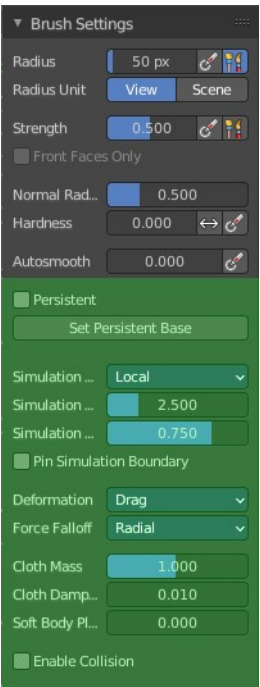 Brush Settings
Radius 50 px
Radius Unit View Scene
Strength 0.500
Front Faces Only
Normal Rad... 0.500
Hardness 0.000
Autosmooth 0.000
Persistent
Set Persistent Base
Simulation ... Local
Simulation ... 2.500
Simulation ... 0.750
Pin Simulation Boundary
Deformation Drag
Force Falloff Radial
Cloth Mass 1.000
Cloth Damp... 0.010
Soft Body Pl... 0.000
Enable Collision